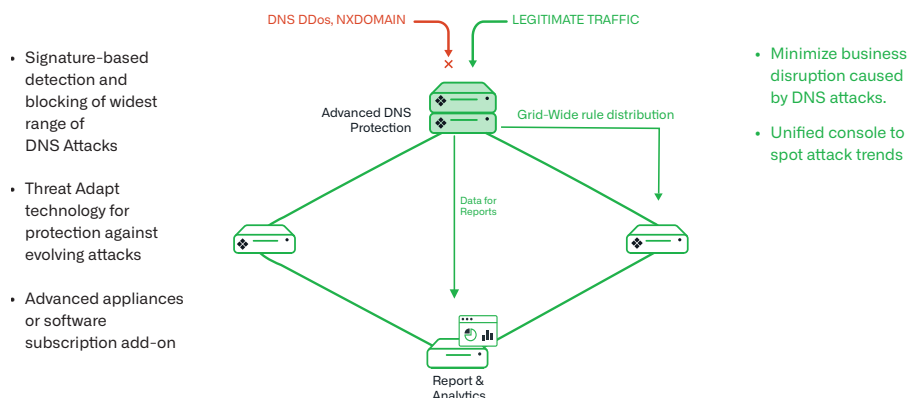 DNS DDos, NXDOMAIN
LEGITIMATE TRAFFIC
• Signature-based
detection and
blocking of widest
range of
DNS Attacks
• Threat Adapt
technology for
protection against
evolving attacks
• Advanced appliances
or software
subscription add-on
Advanced DNS
Protection
Grid-Wide rule distribution
Data for
Reports
Report &
Analytics
• Minimize business
disruption caused
by DNS attacks.
• Unified console to
spot attack trends